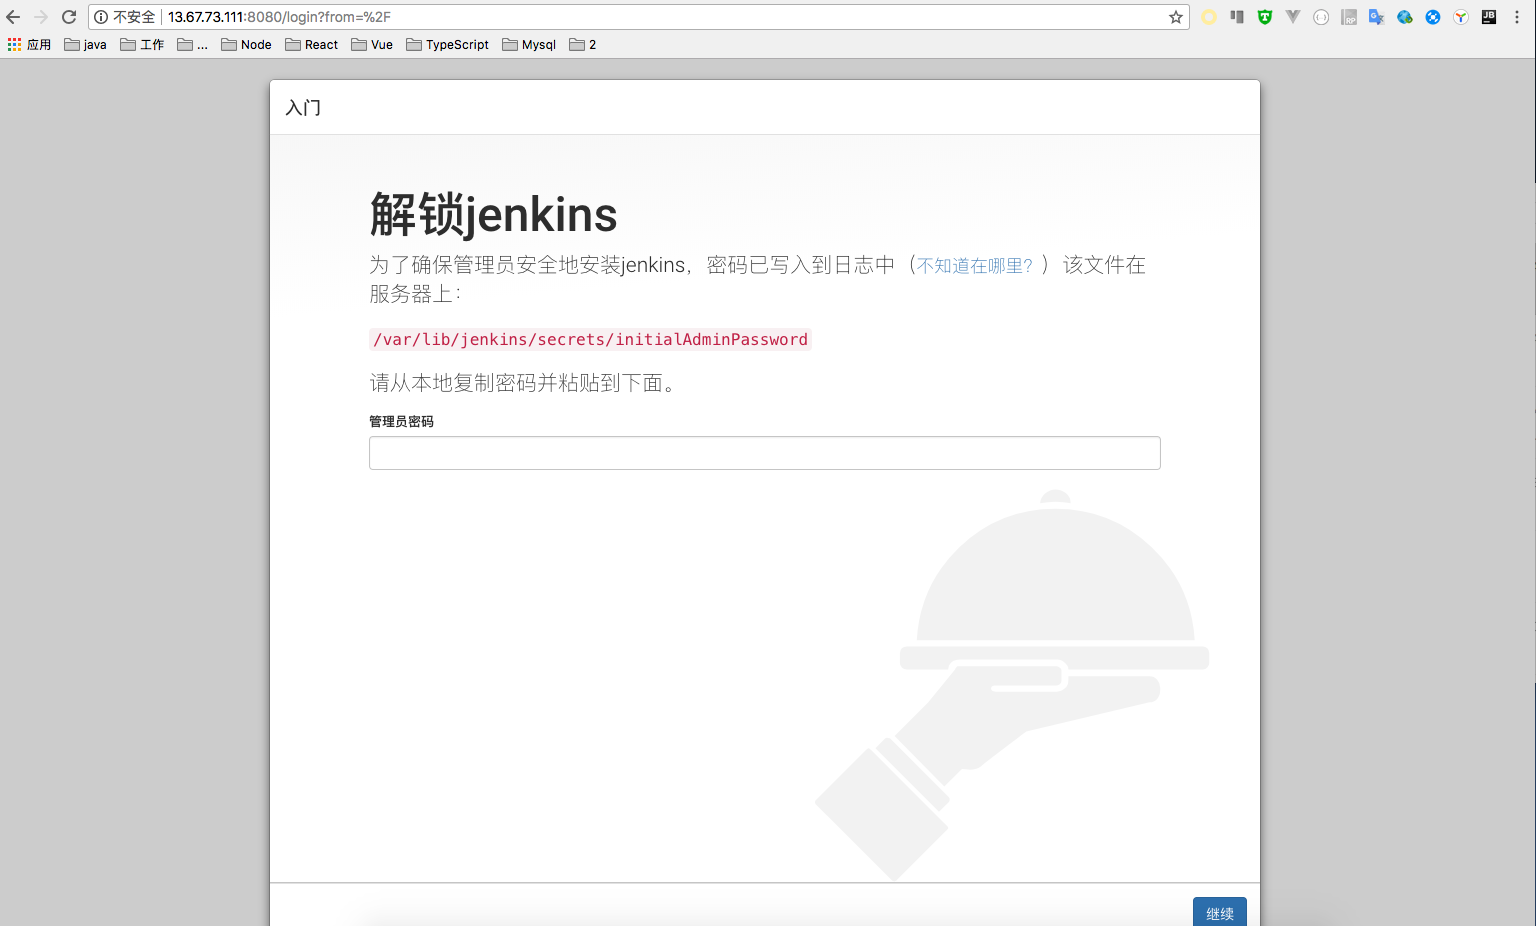 不安全 13.67.73.111:8080/login?from=%2F
应用 java 工作 ... Node React Vue TypeScript Mysql 2
入门
解锁jenkins
为了确保管理员安全地安装jenkins，密码已写入到日志中（不知道在哪里？）该文件在
服务器上：
/var/lib/jenkins/secrets/initialAdminPassword
请从本地复制密码并粘贴到下面。
管理员密码
继续